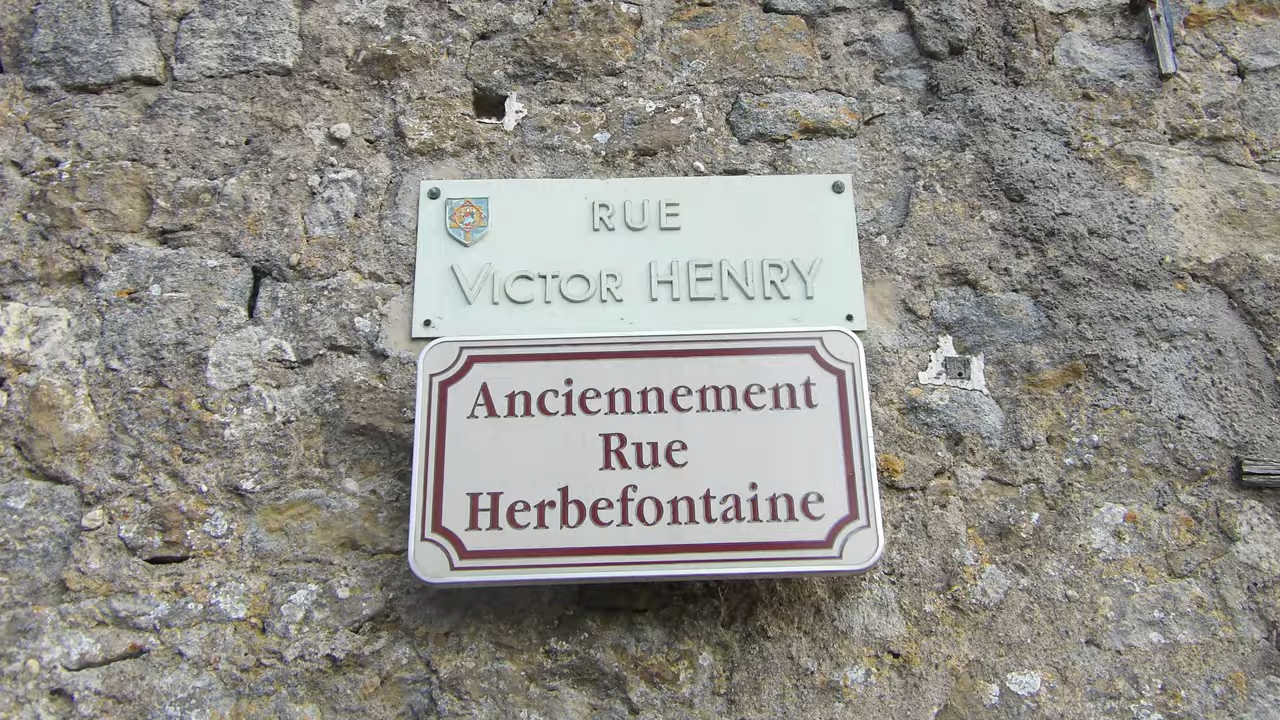 RUE
VICTOR HENRY
Anciennement
Rue
Herbefontaine